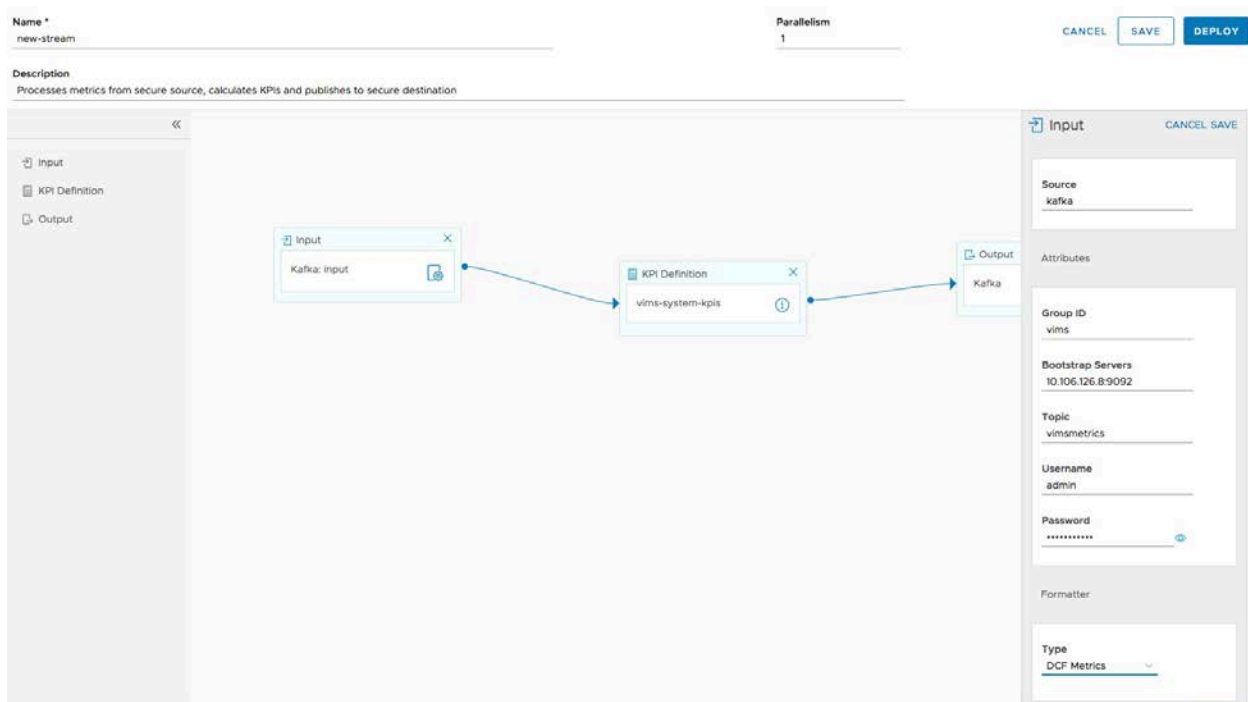 Name *
new-stream
Parallelism
1
CANCEL SAVE DEPLOY
Description
Processes metrics from secure source, calculates KPIs and publishes to secure destination
Input
KPI Definition
Output
Input
Kafka: input
KPI Definition
vims-system-kpis
Output
Kafka
Input CANCEL SAVE
Source
kafka
Attributes
Group ID
vims
Bootstrap Servers
10.106.126.8:9092
Topic
vimsmetrics
Username
admin
Password
•••••••••••
Formatter
Type
DCF Metrics